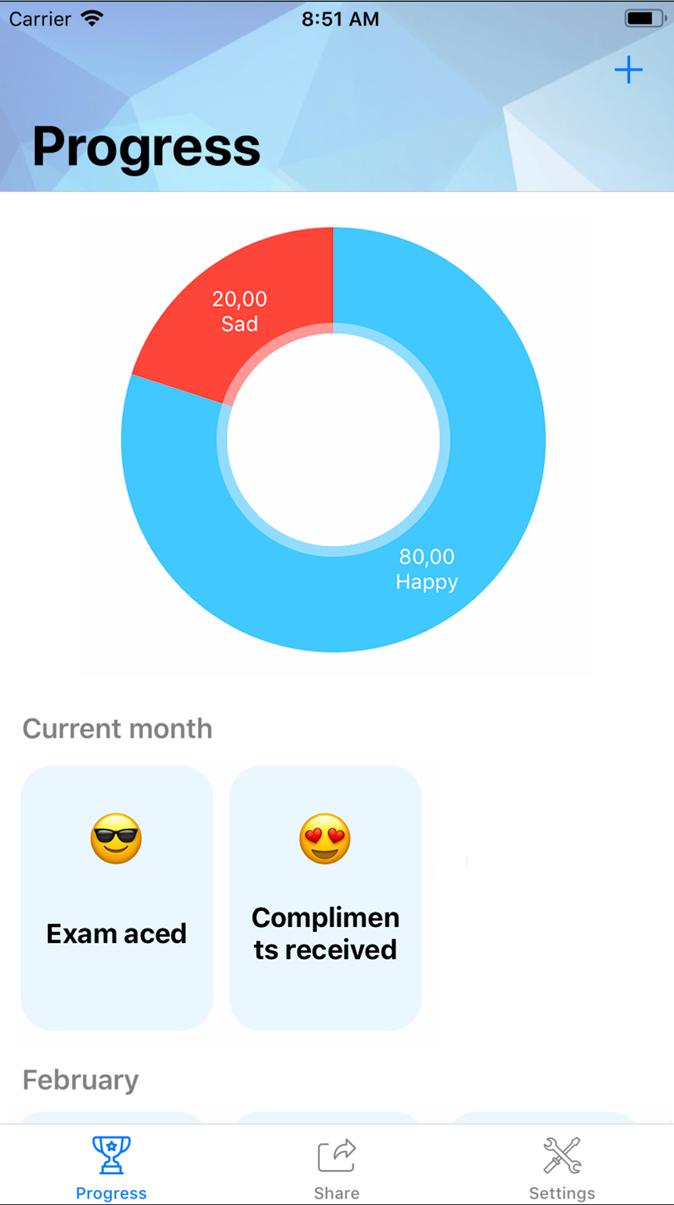 Carrier 8:51 AM
Progress
20,00
Sad
80,00
Happy
Current month
Exam aced
Complimen
ts received
February
Progress Share Settings